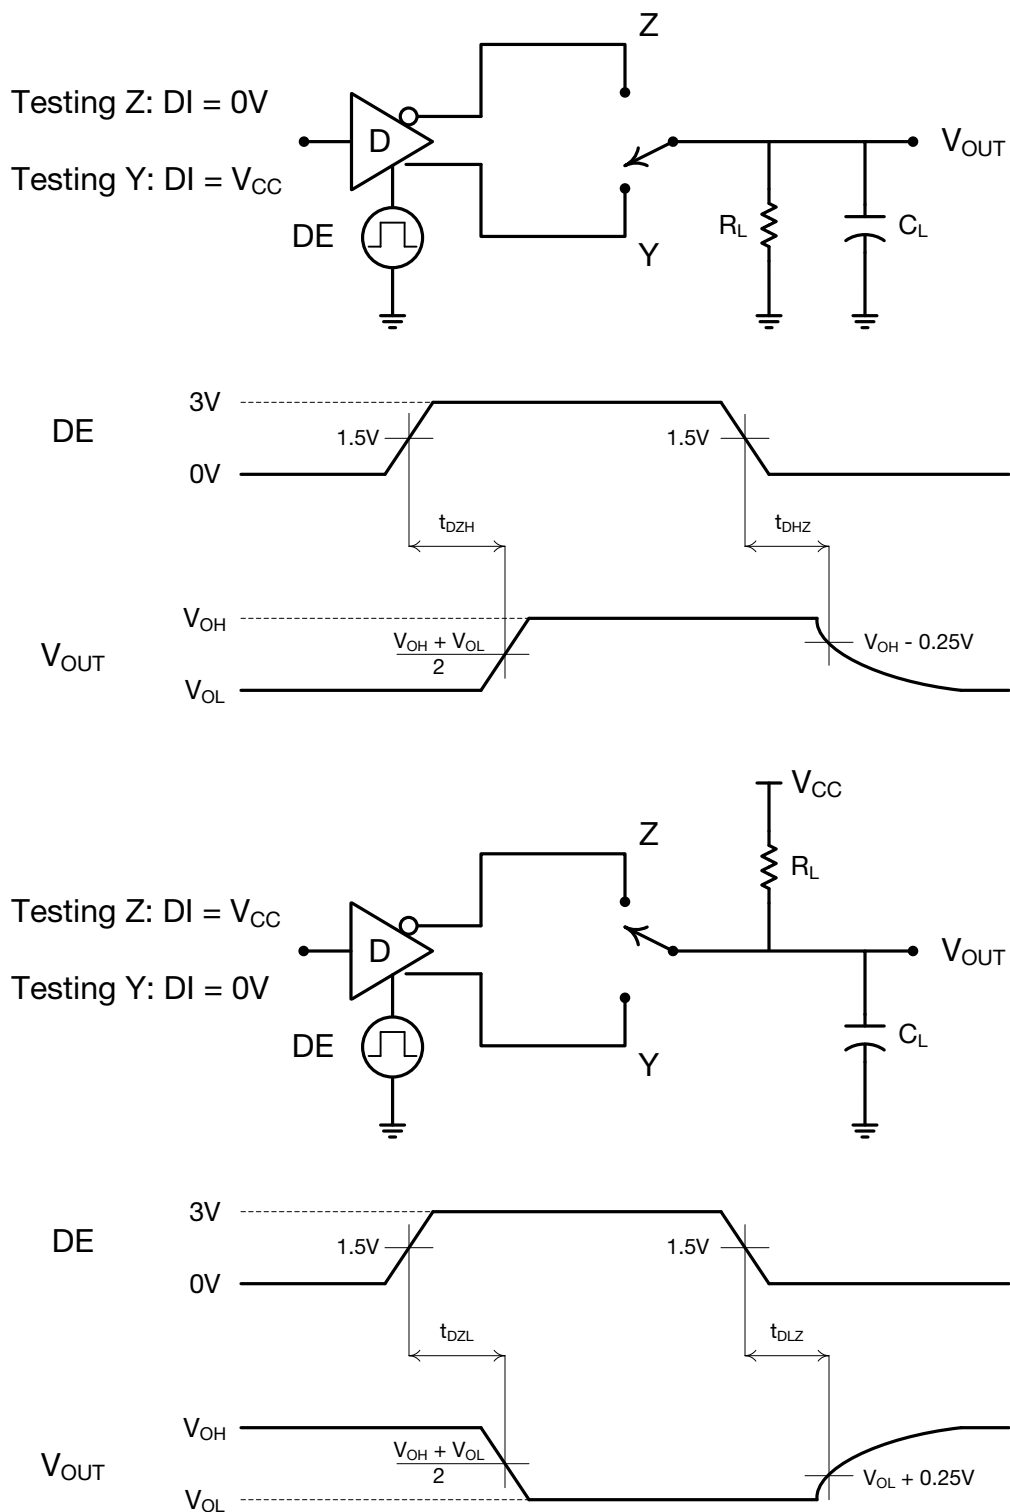 Z
Testing Z: DI = 0V
D
V_OUT
Testing Y: DI = V_CC
R_L
C_L
DE
Y
3V
DE
1.5V
1.5V
0V
t_DZH
t_DHZ
V_OH
V_OH + V_OL
2
V_OH - 0.25V
V_OUT
V_OL
V_CC
Z
R_L
Testing Z: DI = V_CC
D
V_OUT
Testing Y: DI = 0V
C_L
DE
Y
3V
DE
1.5V
1.5V
0V
t_DZL
t_DLZ
V_OH
V_OH + V_OL
2
V_OL + 0.25V
V_OUT
V_OL